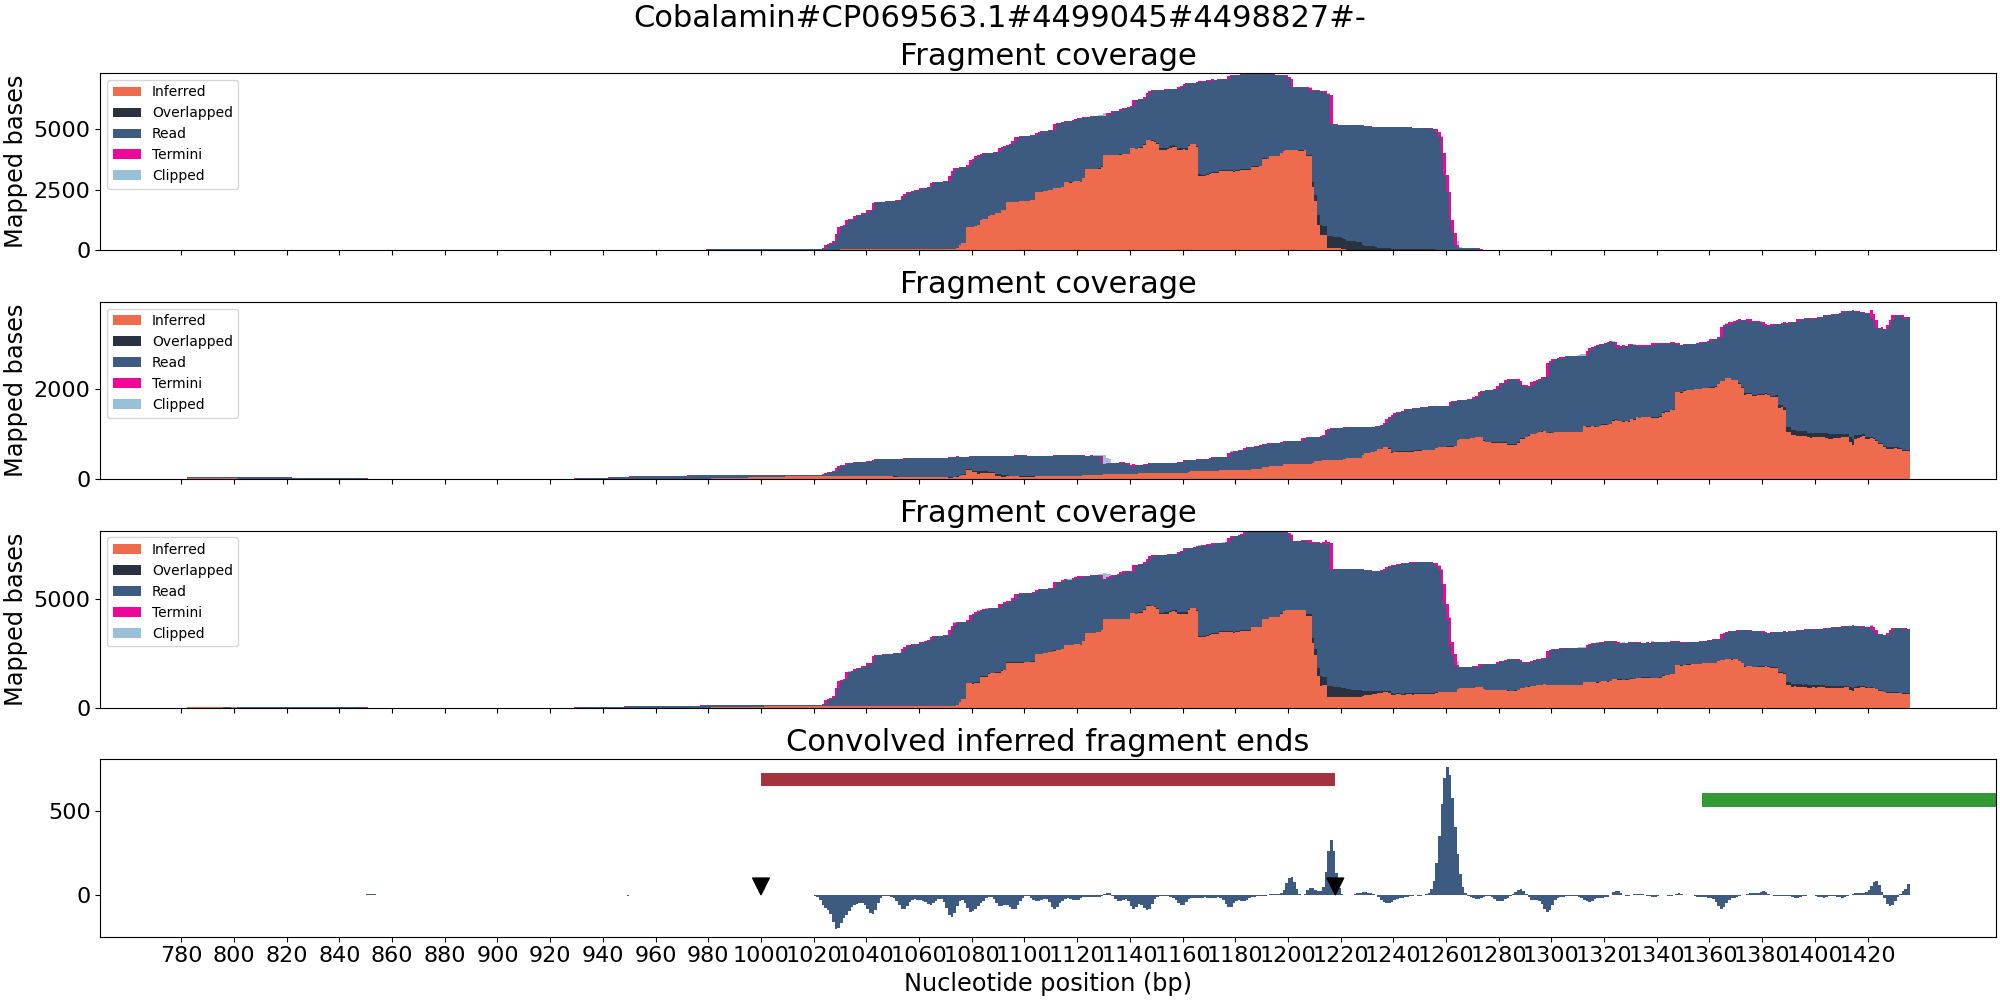 Cobalamin#CP069563.1#4499045#4498827#-
Fragment coverage
Mapped bases
5000
2500
0
Inferred
Overlapped
Read
Termini
Clipped
Fragment coverage
Mapped bases
2000
0
Inferred
Overlapped
Read
Termini
Clipped
Fragment coverage
Mapped bases
5000
0
Inferred
Overlapped
Read
Termini
Clipped
Convolved inferred fragment ends
500
0
780 800 820 840 860 880 900 920 940 960 980 1000 1020 1040 1060 1080 1100 1120 1140 1160 1180 1200 1220 1240 1260 1280 1300 1320 1340 1360 1380 1400 1420
Nucleotide position (bp)